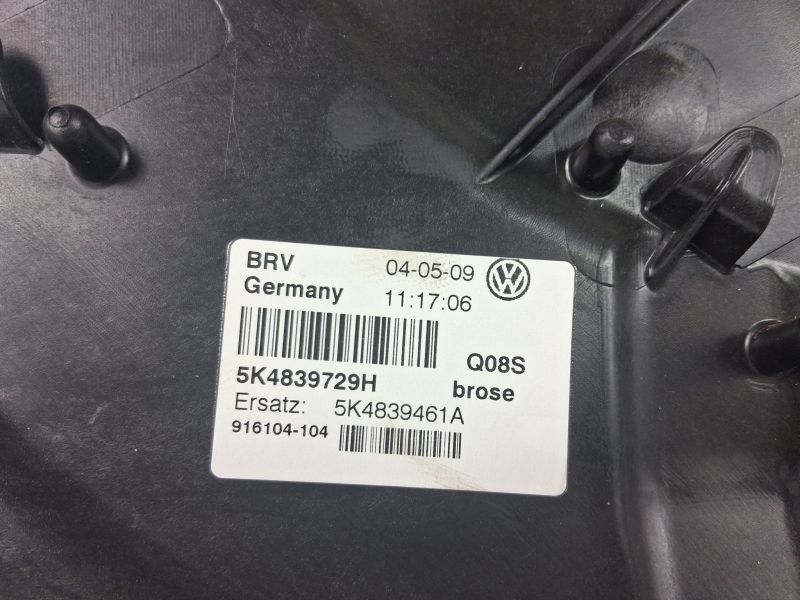 BRV 04-05-09
Germany 11:17:06
Q08S
5K4839729H brose
Ersatz: 5K4839461A
916104-104